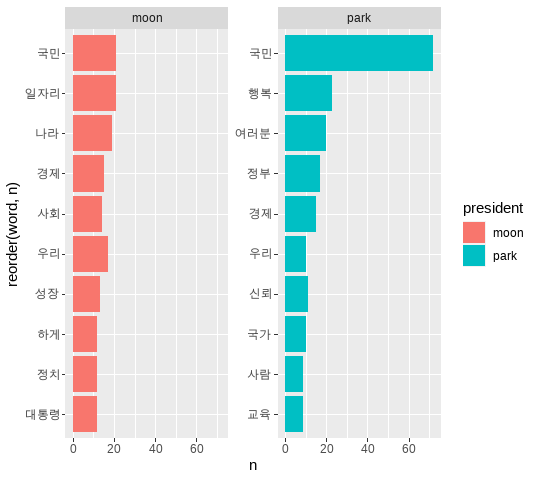 moon
park
국민
일자리
나라
경제
사회
우리
성장
하게
정치
대통령
국민
행복
여러분
정부
경제
우리
신뢰
국가
사람
교육
0 20 40 60
0 20 40 60
n
reorder(word, n)
president
moon
park